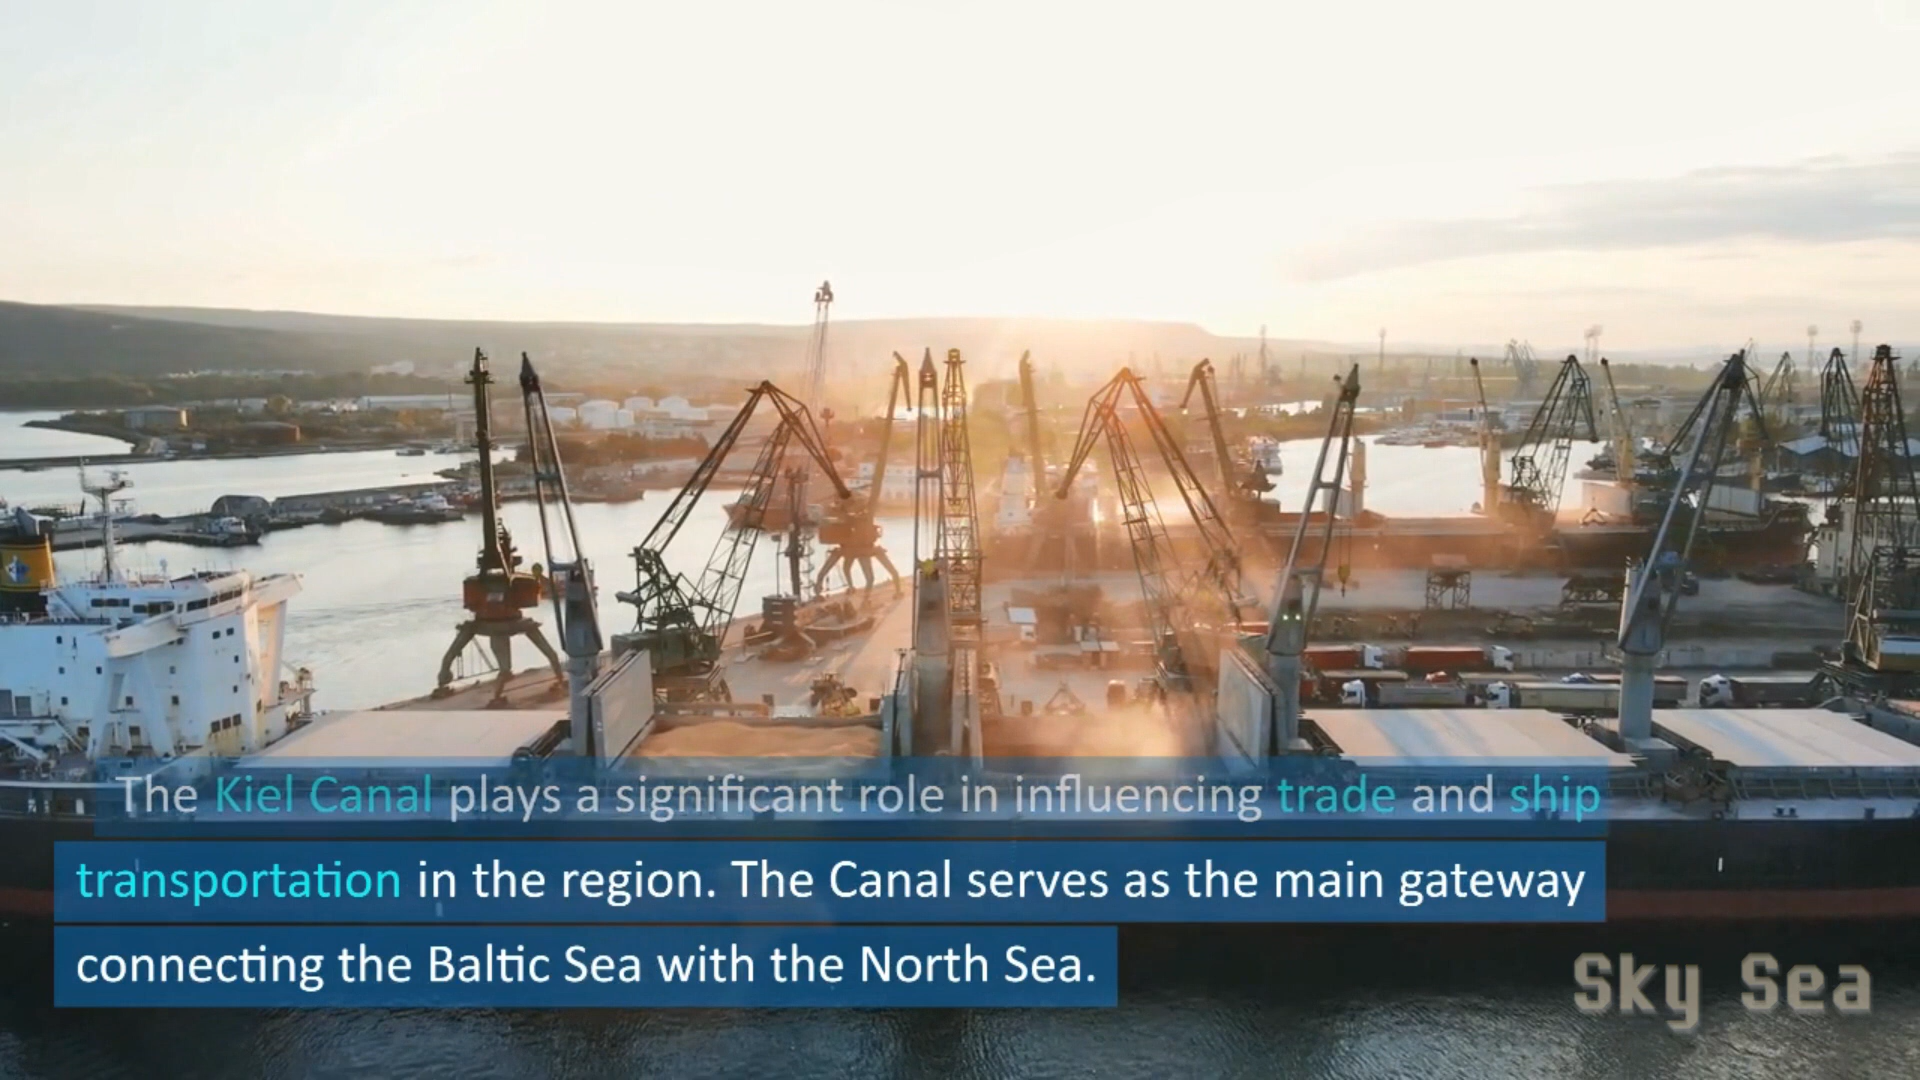 The Kiel Canal plays a significant role in influencing trade and ship
transportation in the region. The Canal serves as the main gateway
connecting the Baltic Sea with the North Sea.
Sky Sea